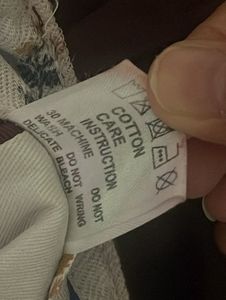 COTTON
CARE
INSTRUCTION
30 MACHINE DO NOT
WASH DO NOT WRING
DELICATE BLEACH